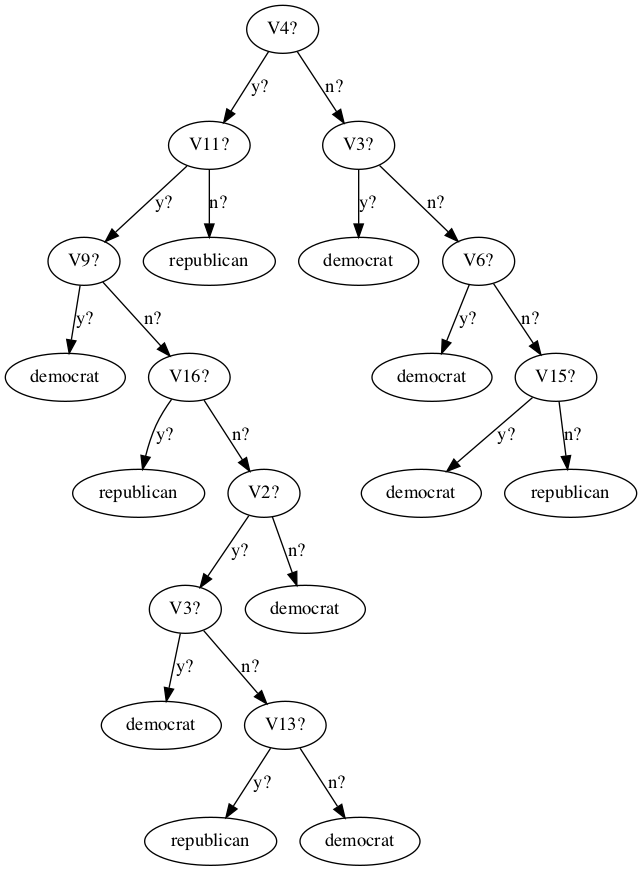 V4?
y? n?
V11? V3?
y? n? y? n?
V9? republican democrat V6?
y? n? y? n?
democrat V16? democrat V15?
y? n? y? n?
republican V2? democrat republican
y? n?
V3? democrat
y? n?
democrat V13?
y? n?
republican democrat